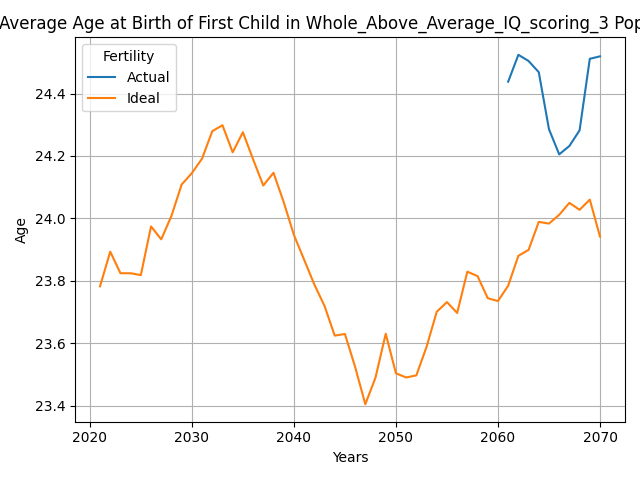 Average Age at Birth of First Child in Whole_Above_Average_IQ_scoring_3 Pop
Fertility
Actual
Ideal
Age
24.4
24.2
24.0
23.8
23.6
23.4
2020 2030 2040 2050 2060 2070
Years